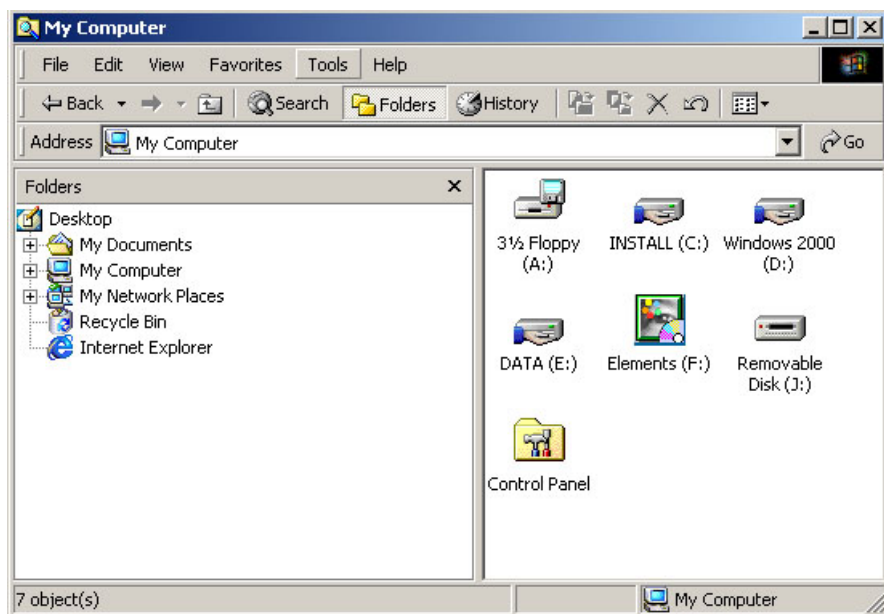 My Computer
File Edit View Favorites Tools Help
Back Search Folders History
Address My Computer Go
Folders
Desktop
My Documents
My Computer
My Network Places
Recycle Bin
Internet Explorer
3½ Floppy (A:)
INSTALL (C:)
Windows 2000 (D:)
DATA (E:)
Elements (F:)
Removable Disk (J:)
Control Panel
7 object(s)
My Computer